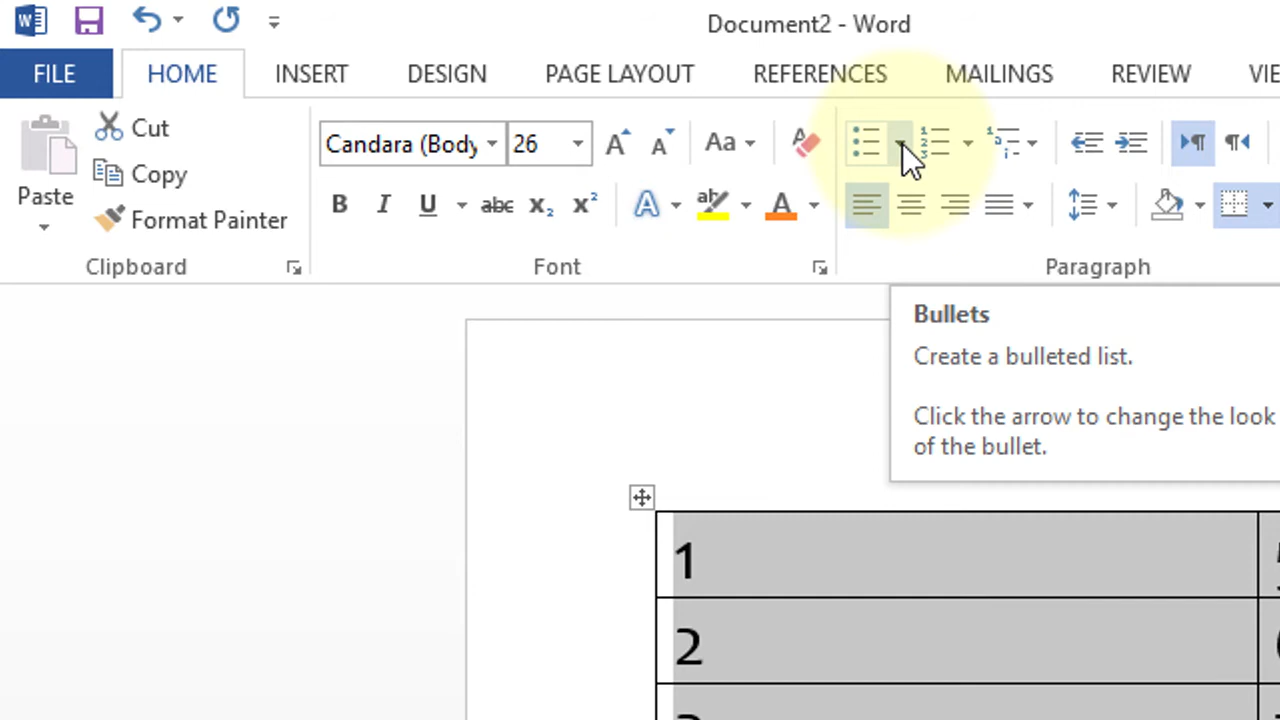 Document2 - Word
FILE HOME INSERT DESIGN PAGE LAYOUT REFERENCES MAILINGS REVIEW
Cut
Copy
Format Painter
Paste
Clipboard
Candara (Body 26 Aa
B I U abc X₂ X² A ab A
Font
Paragraph
Bullets
Create a bulleted list.
Click the arrow to change the look
of the bullet.
1
2